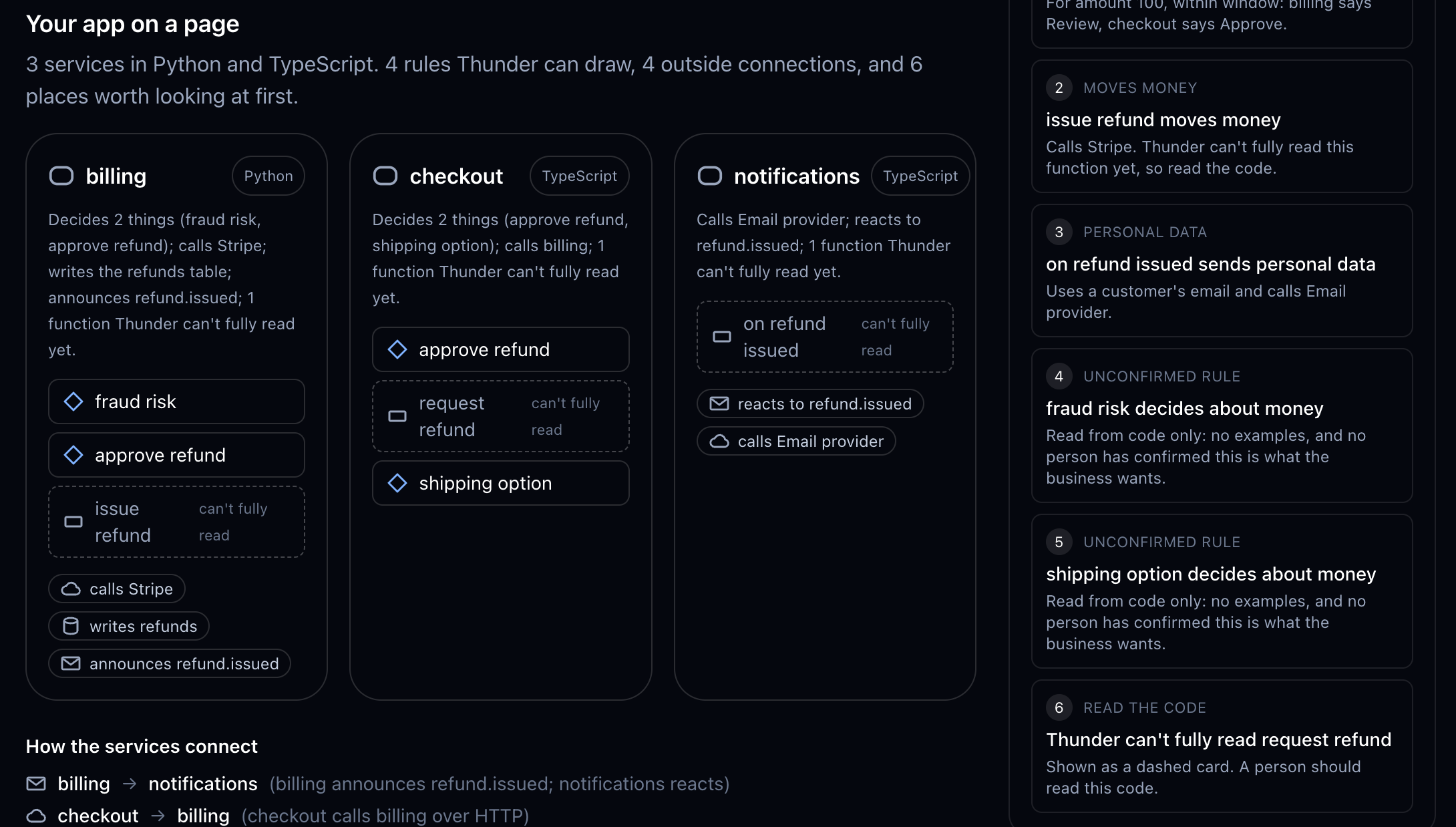 Your app on a page
3 services in Python and TypeScript. 4 rules Thunder can draw, 4 outside connections, and 6
places worth looking at first.
billing
Python
Decides 2 things (fraud risk,
approve refund); calls Stripe;
writes the refunds table;
announces refund.issued; 1
function Thunder can't fully read
yet.
fraud risk
approve refund
issue
refund
can't fully
read
calls Stripe
writes refunds
announces refund.issued
checkout
TypeScript
Decides 2 things (approve refund,
shipping option); calls billing; 1
function Thunder can't fully read
yet.
approve refund
request
refund
can't fully
read
shipping option
notifications
TypeScript
Calls Email provider; reacts to
refund.issued; 1 function Thunder
can't fully read yet.
on refund
issued
can't fully
read
reacts to refund.issued
calls Email provider
How the services connect
billing → notifications (billing announces refund.issued; notifications reacts)
checkout → billing (checkout calls billing over HTTP)
For amount 100, within window: billing says
Review, checkout says Approve.
2 MOVES MONEY
issue refund moves money
Calls Stripe. Thunder can't fully read this
function yet, so read the code.
3 PERSONAL DATA
on refund issued sends personal data
Uses a customer's email and calls Email
provider.
4 UNCONFIRMED RULE
fraud risk decides about money
Read from code only: no examples, and no
person has confirmed this is what the
business wants.
5 UNCONFIRMED RULE
shipping option decides about money
Read from code only: no examples, and no
person has confirmed this is what the
business wants.
6 READ THE CODE
Thunder can't fully read request refund
Shown as a dashed card. A person should
read this code.